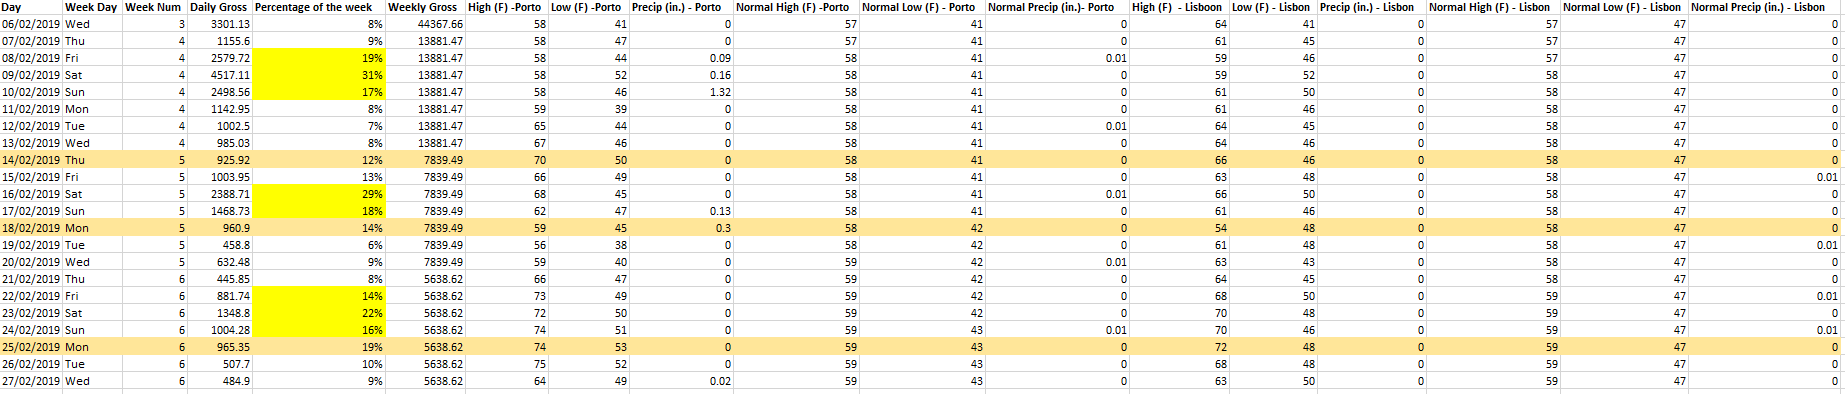 Day Week Day Week Num Daily Gross Percentage of the week Weekly Gross High (F) -Porto Low (F) -Porto Precip (in.) - Porto Normal High (F) -Porto Normal Low (F) - Porto Normal Precip (in.)- Porto High (F) - Lisboon Low (F) - Lisbon Precip (in.) - Lisbon Normal High (F) - Lisbon Normal Low (F) - Lisbon Normal Precip (in.) - Lisbon
06/02/2019 Wed 3 3301.13 8% 44367.66 58 41 0 57 41 0 64 41 0 57 47 0
07/02/2019 Thu 4 1155.6 9% 13881.47 58 47 0 57 41 0 61 45 0 57 47 0
08/02/2019 Fri 4 2579.72 19% 13881.47 58 44 0.09 58 41 0.01 59 46 0 57 47 0
09/02/2019 Sat 4 4517.11 31% 13881.47 58 52 0.16 58 41 0 59 52 0 58 47 0
10/02/2019 Sun 4 2498.56 17% 13881.47 58 46 1.32 58 41 0 61 50 0 58 47 0
11/02/2019 Mon 4 1142.95 8% 13881.47 59 39 0 58 41 0 61 46 0 58 47 0
12/02/2019 Tue 4 1002.5 7% 13881.47 65 44 0 58 41 0.01 64 45 0 58 47 0
13/02/2019 Wed 4 985.03 8% 13881.47 67 46 0 58 41 0 64 46 0 58 47 0
14/02/2019 Thu 5 925.92 12% 7839.49 70 50 0 58 41 0 66 46 0 58 47 0
15/02/2019 Fri 5 1003.95 13% 7839.49 66 49 0 58 41 0 63 48 0 58 47 0.01
16/02/2019 Sat 5 2388.71 29% 7839.49 68 45 0 58 41 0.01 66 50 0 58 47 0
17/02/2019 Sun 5 1468.73 18% 7839.49 62 47 0.13 58 41 0 61 46 0 58 47 0
18/02/2019 Mon 5 960.9 14% 7839.49 59 45 0.3 58 42 0 54 48 0 58 47 0
19/02/2019 Tue 5 458.8 6% 7839.49 56 38 0 58 42 0 61 48 0 58 47 0.01
20/02/2019 Wed 5 632.48 9% 7839.49 59 40 0 59 42 0.01 63 43 0 58 47 0
21/02/2019 Thu 6 445.85 8% 5638.62 66 47 0 59 42 0 64 45 0 58 47 0
22/02/2019 Fri 6 881.74 14% 5638.62 73 49 0 59 42 0 68 50 0 59 47 0.01
23/02/2019 Sat 6 1348.8 22% 5638.62 72 50 0 59 42 0 70 48 0 59 47 0
24/02/2019 Sun 6 1004.28 16% 5638.62 74 51 0 59 43 0.01 70 46 0 59 47 0.01
25/02/2019 Mon 6 965.35 19% 5638.62 74 53 0 59 43 0 72 48 0 59 47 0
26/02/2019 Tue 6 507.7 10% 5638.62 75 52 0 59 43 0 68 48 0 59 47 0
27/02/2019 Wed 6 484.9 9% 5638.62 64 49 0.02 59 43 0 63 50 0 59 47 0